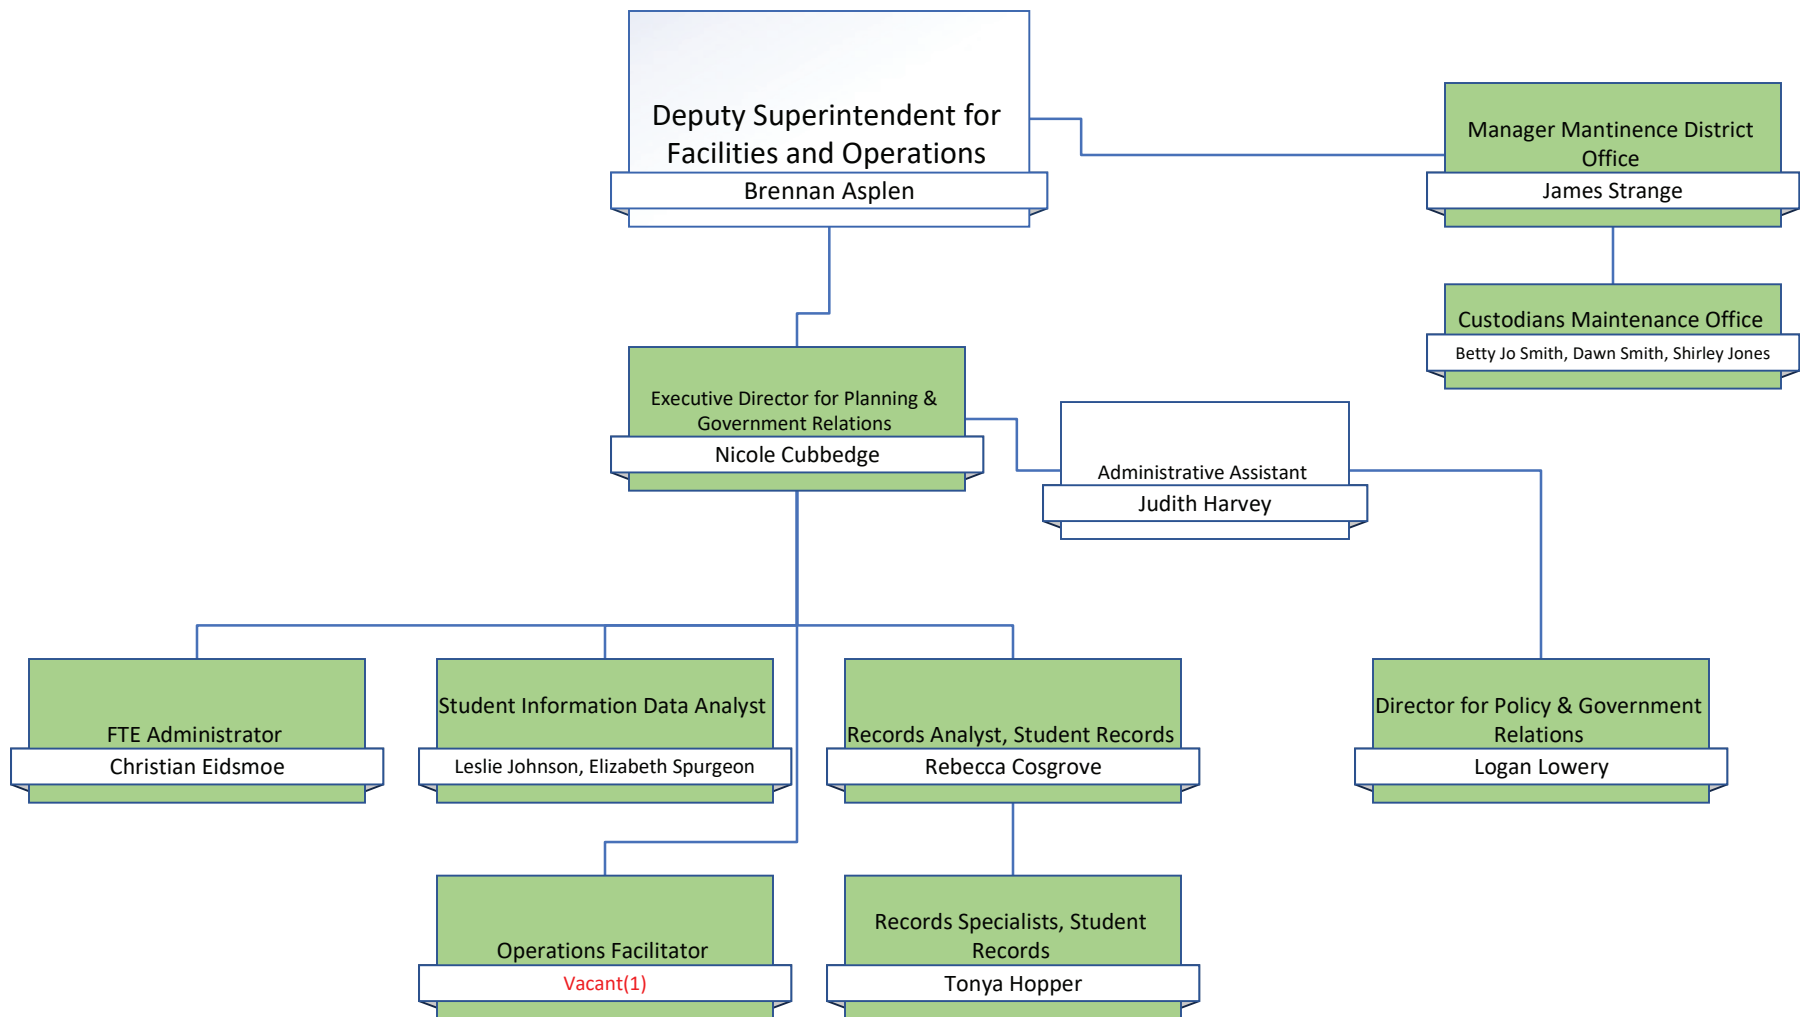 Deputy Superintendent for
Facilities and Operations
Brennan Asplen
Manager Mantinence District
Office
James Strange
Custodians Maintenance Office
Betty Jo Smith, Dawn Smith, Shirley Jones
Executive Director for Planning &
Government Relations
Nicole Cubbedge
Administrative Assistant
Judith Harvey
FTE Administrator
Christian Eidsmoe
Student Information Data Analyst
Leslie Johnson, Elizabeth Spurgeon
Records Analyst, Student Records
Rebecca Cosgrove
Director for Policy & Government
Relations
Logan Lowery
Operations Facilitator
Vacant(1)
Records Specialists, Student
Records
Tonya Hopper